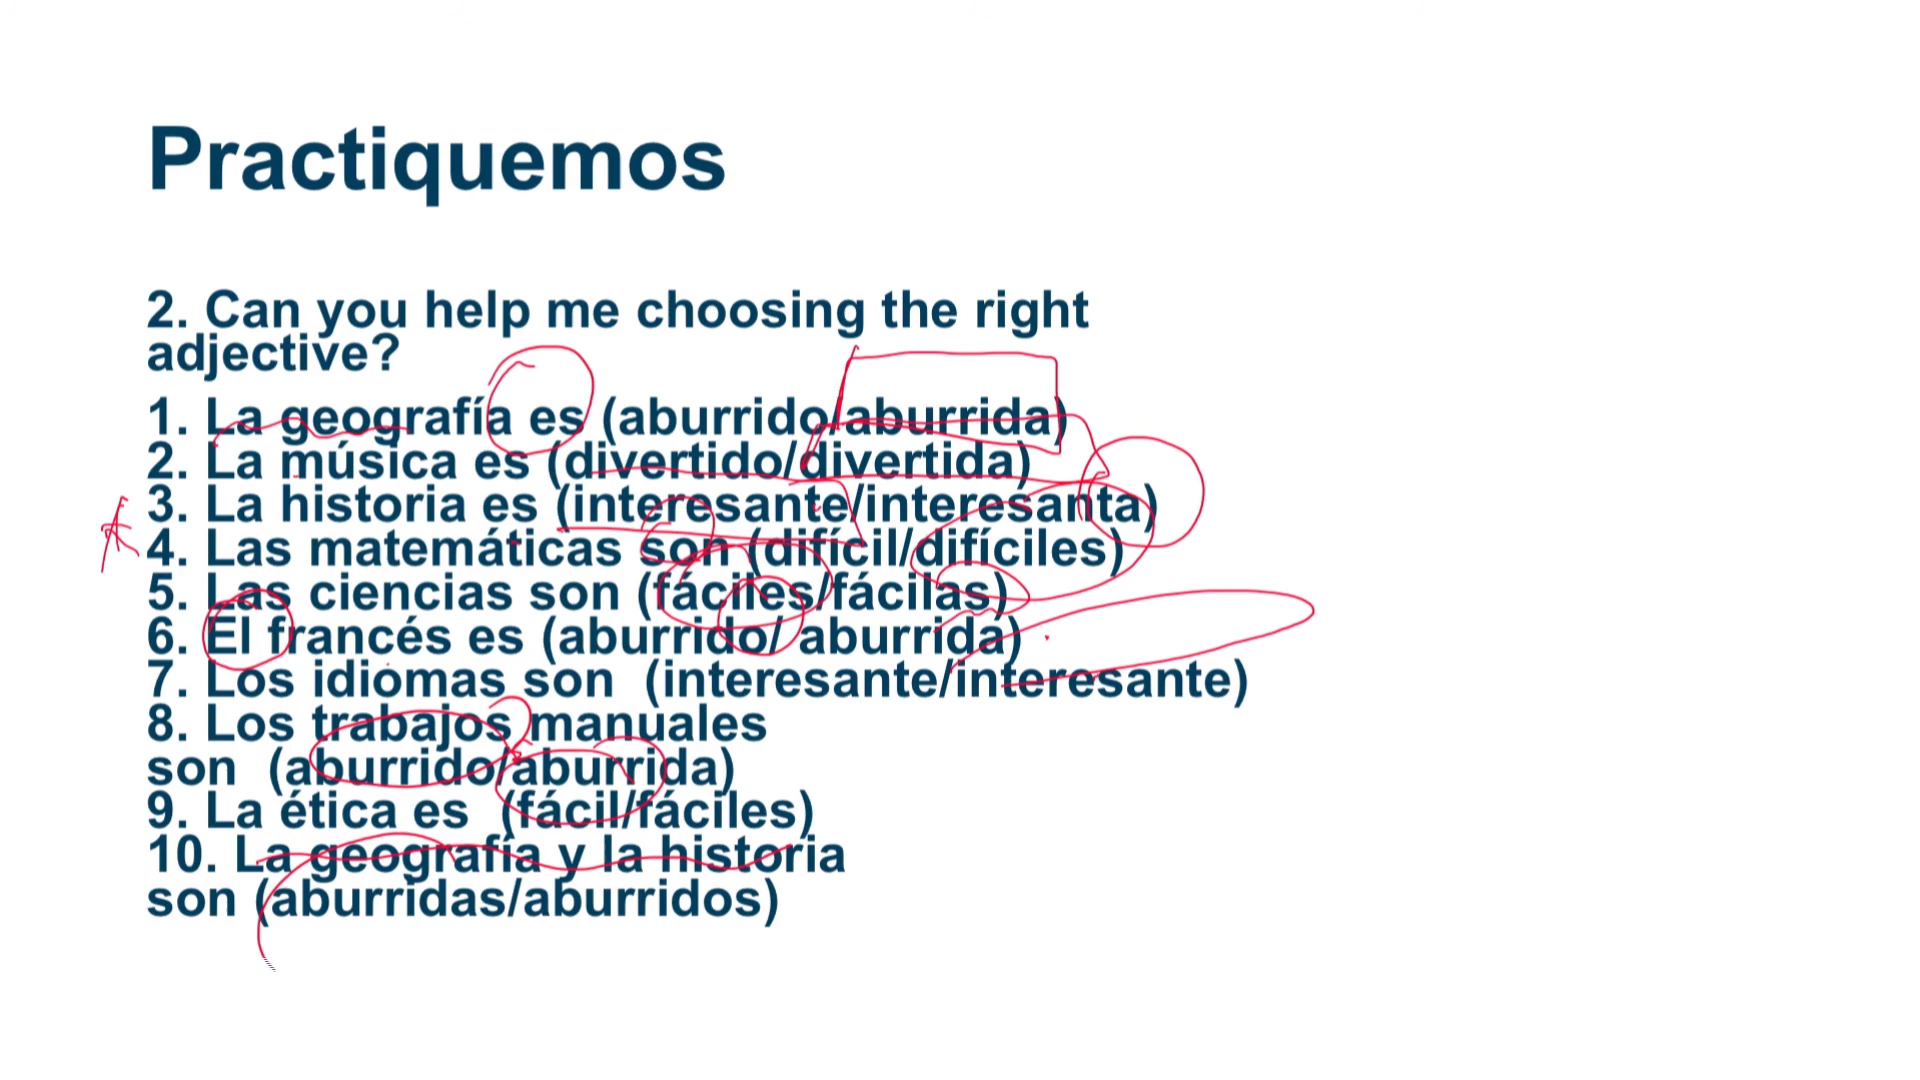 Practiquemos
2. Can you help me choosing the right
adjective?
1. La geografía es (aburrido/aburrida)
2. La música es (divertido/divertida)
3. La historia es (interesante/interesanta)
4. Las matemáticas son (difícil/difíciles)
5. Las ciencias son (fáciles/fácilas)
6. El francés es (aburrido/ aburrida)
7. Los idiomas son  (interesante/interesante)
8. Los trabajos manuales
son  (aburrido/aburrida)
9. La ética es  (fácil/fáciles)
10. La geografía y la historia
son (aburridas/aburridos)